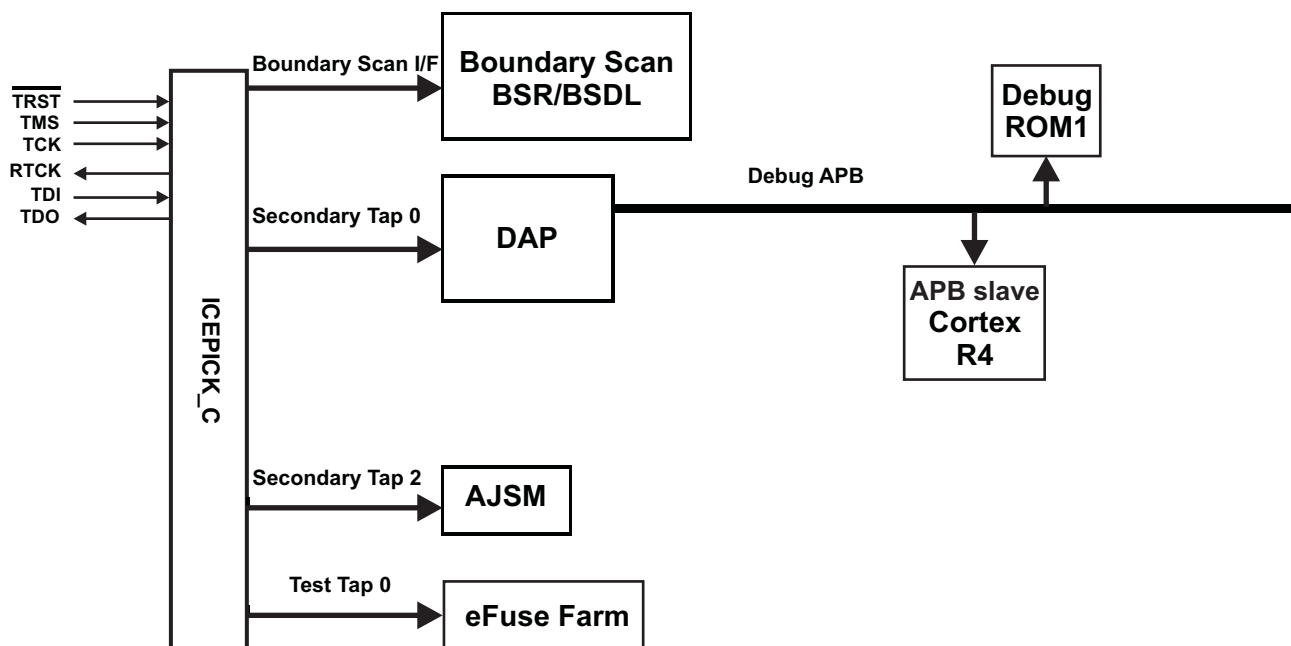 Boundary Scan I/F
Boundary Scan
BSR/BSDL
TRST
TMS
TCK
RTCK
TDI
TDO
Debug
ROM1
Debug APB
Secondary Tap 0
DAP
APB slave
Cortex
R4
ICEPICK_C
Secondary Tap 2
AJSM
Test Tap 0
eFuse Farm